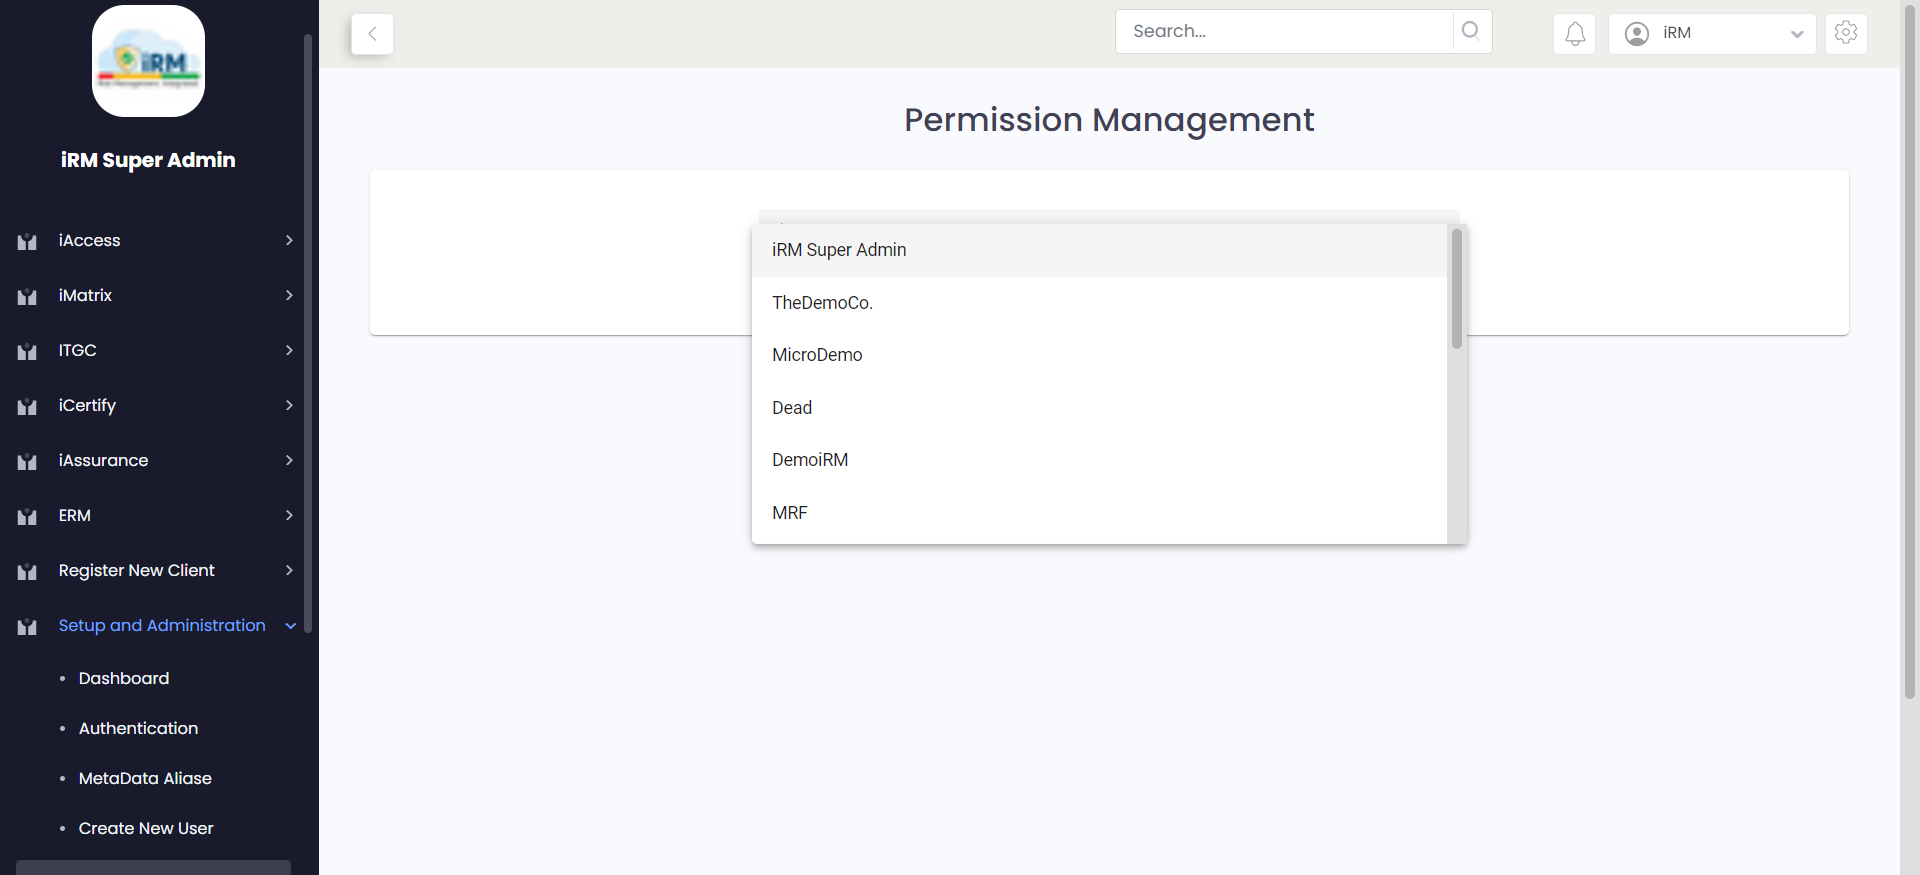 iRM
iRM Super Admin
iAccess
iMatrix
ITGC
iCertify
iAssurance
ERM
Register New Client
Setup and Administration
Dashboard
Authentication
MetaData Aliase
Create New User
Search...
iRM
Permission Management
iRM Super Admin
TheDemoCo.
MicroDemo
Dead
DemoiRM
MRF